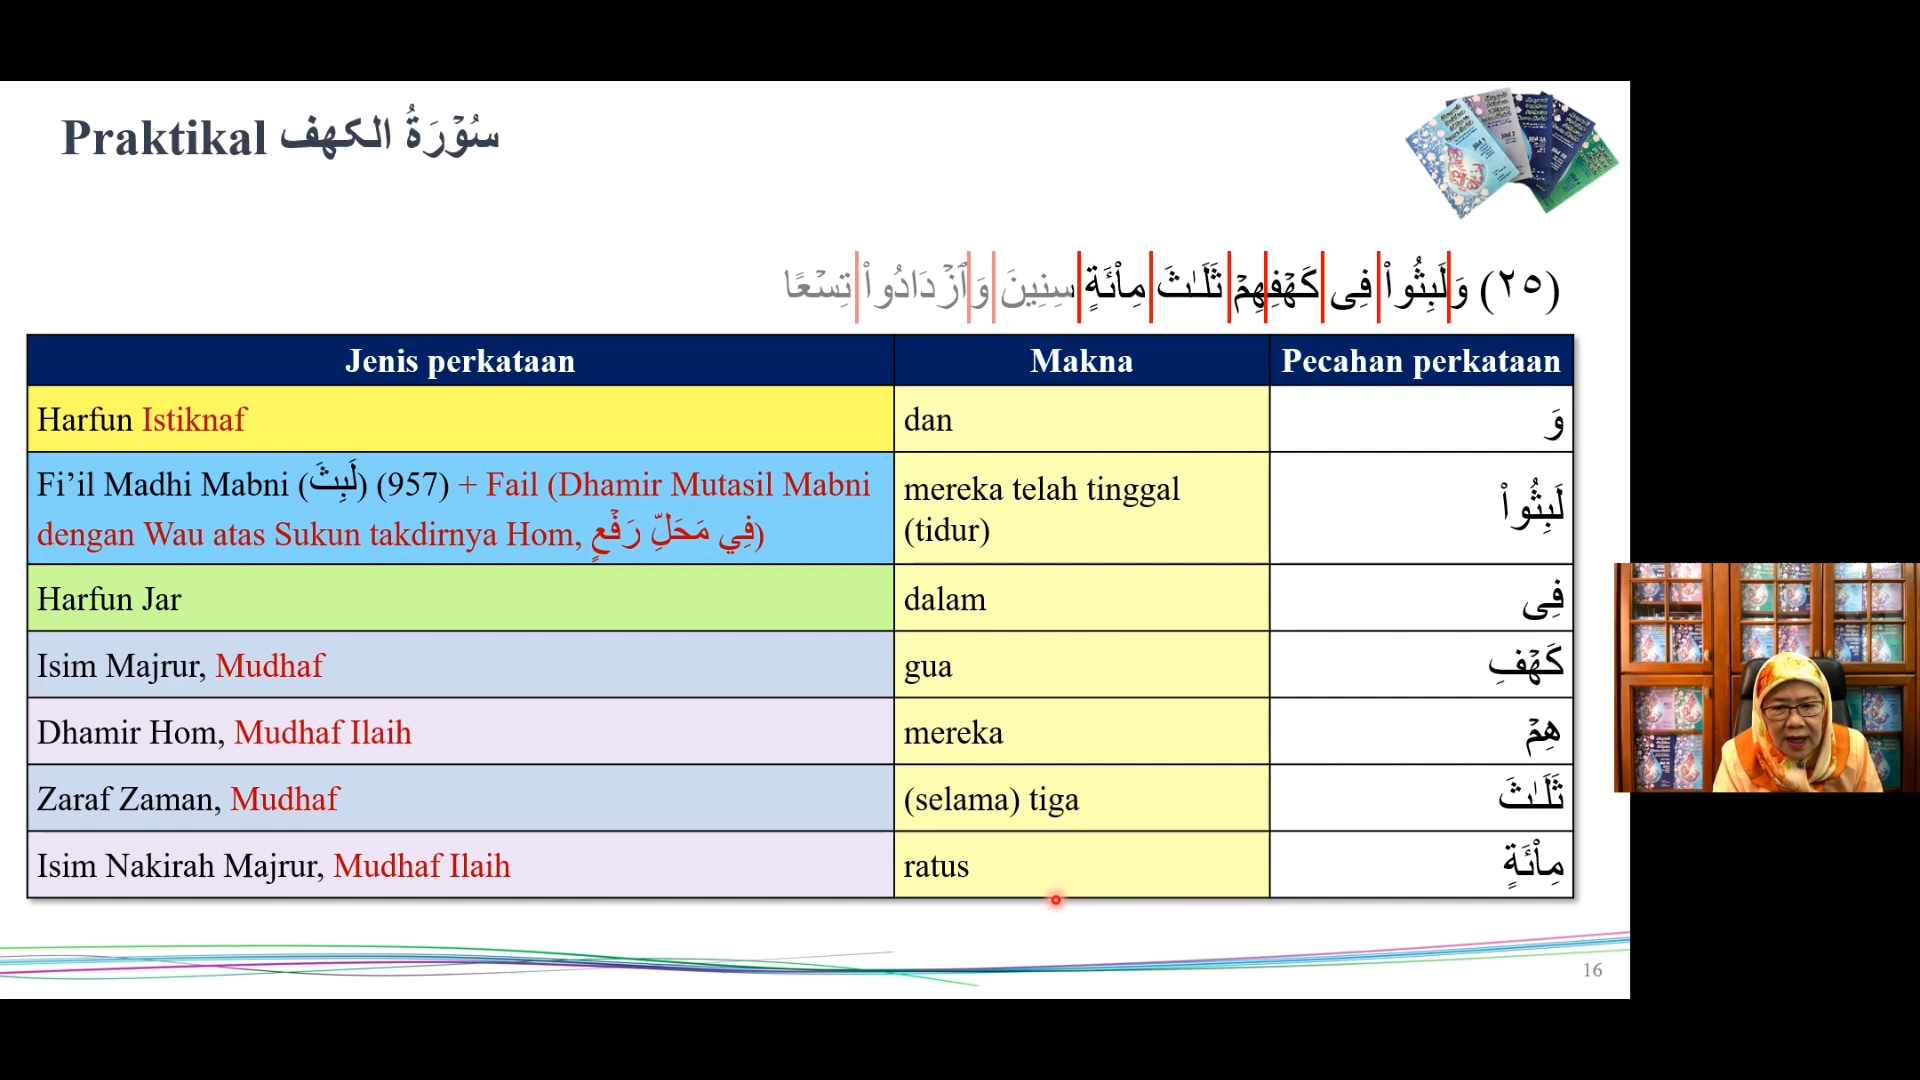 Praktikal سُوۡرَةُ الكهف
(٢٥) وَلَبِثُوا۟ فِى كَهۡفِهِمۡ ثَلَـٰثَ مِا۟ئَةٍ سِنِينَ وَٱزۡدَادُوا۟ تِسۡعًا
Jenis perkataan Makna Pecahan perkataan
Harfun Istiknaf dan وَ
Fi’il Madhi Mabni (لَبِثَ) (957) + Fail (Dhamir Mutasil Mabni
dengan Wau atas Sukun takdirnya Hom, فِي مَحَلِّ رَفۡعٍ)
mereka telah tinggal
(tidur)
لَبِثُوا۟
Harfun Jar dalam فِى
Isim Majrur, Mudhaf gua كَهۡفِ
Dhamir Hom, Mudhaf Ilaih mereka هِمۡ
Zaraf Zaman, Mudhaf (selama) tiga ثَلَـٰثَ
Isim Nakirah Majrur, Mudhaf Ilaih ratus مِا۟ئَةٍ
16